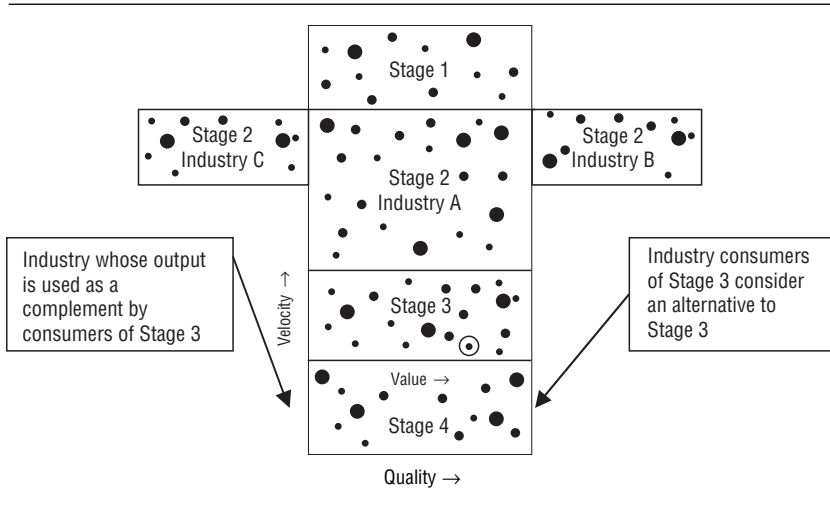 Stage 1
Stage 2
Industry C
Stage 2
Industry A
Stage 2
Industry B
Industry whose output
is used as a
complement by
consumers of Stage 3
Velocity →
Stage 3
Industry consumers
of Stage 3 consider
an alternative to
Stage 3
Value →
Stage 4
Quality →